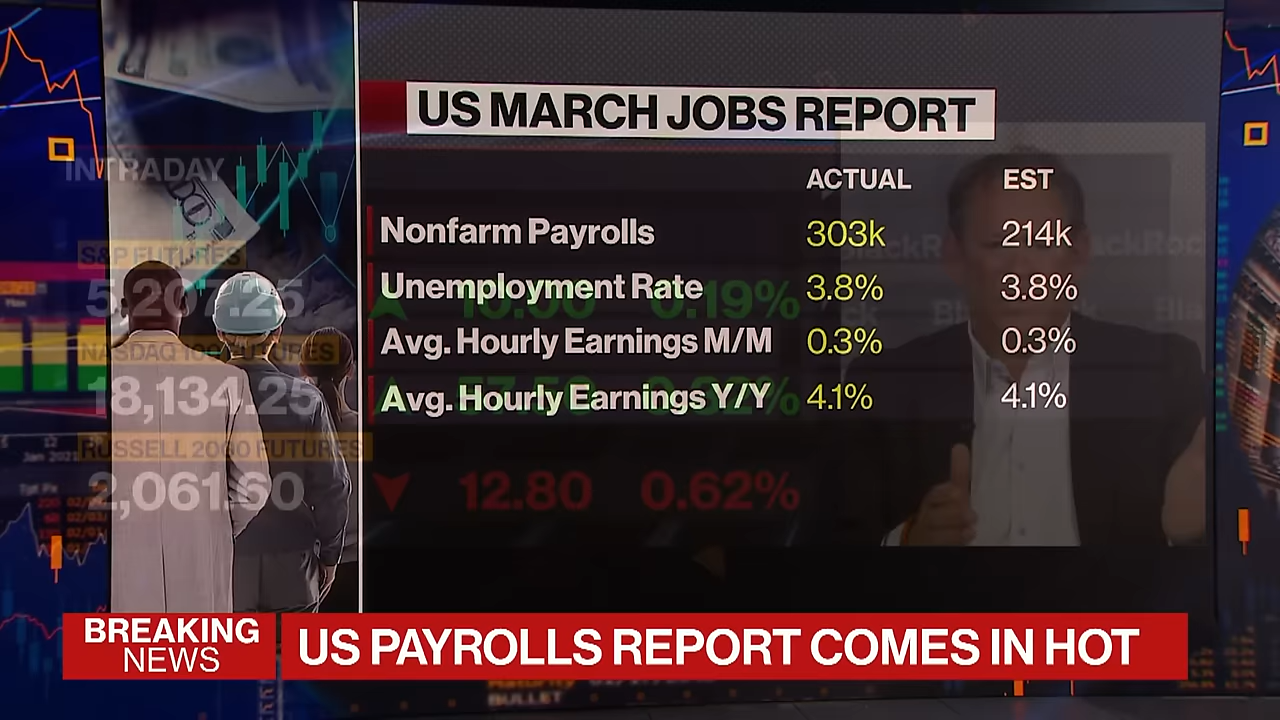 US MARCH JOBS REPORT
ACTUAL EST
Nonfarm Payrolls 303k 214k
Unemployment Rate 3.8% 3.8%
Avg. Hourly Earnings M/M 0.3% 0.3%
Avg. Hourly Earnings Y/Y 4.1% 4.1%
INTRADAY
S&P FUTURES
5,207.25 0.19%
NASDAQ 100 FUTURES
18,134.25
RUSSELL 2000 FUTURES
2,061.60 12.80 0.62%
BREAKING
NEWS
US PAYROLLS REPORT COMES IN HOT
BULLET